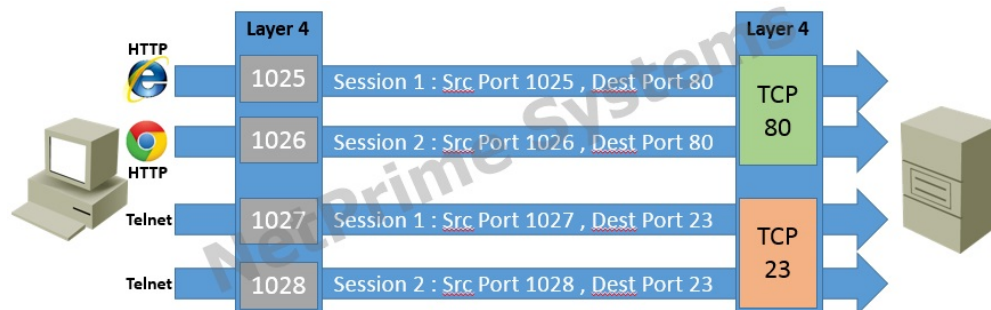 Layer 4
Layer 4
HTTP
1025
Session 1 : Src Port 1025 , Dest Port 80
TCP
80
1026
Session 2 : Src Port 1026 , Dest Port 80
HTTP
Telnet
1027
Session 1 : Src Port 1027 , Dest Port 23
TCP
23
Telnet
1028
Session 2 : Src Port 1028 , Dest Port 23
NetPrime Systems